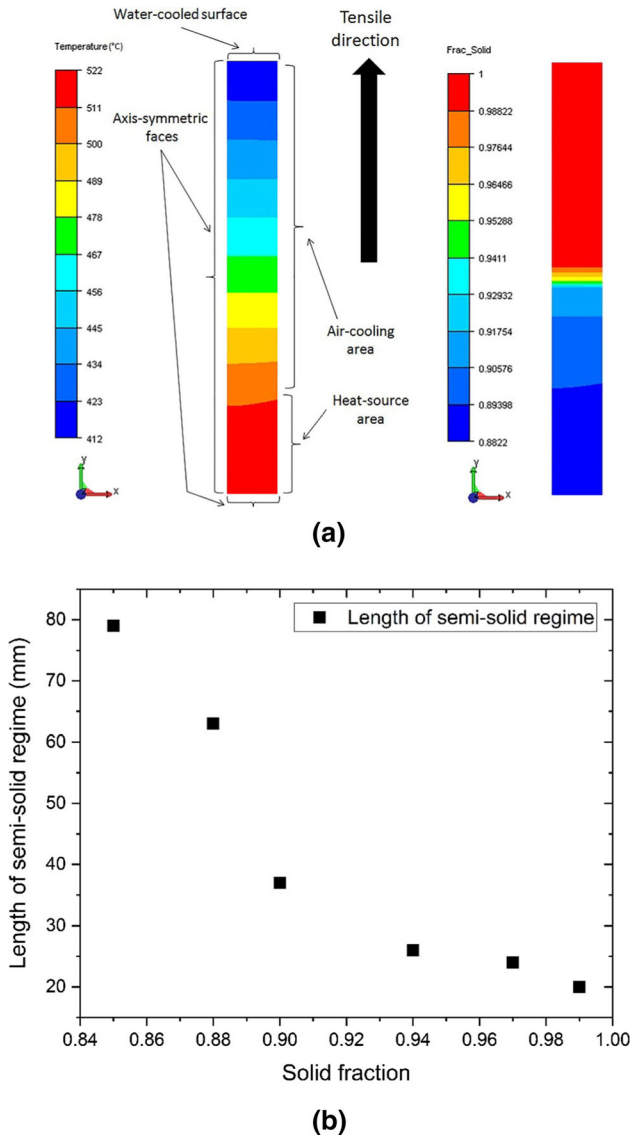 Water-cooled surface
Tensile
direction
Temperature (°C)
522
511
500
489
478
467
456
445
434
423
412
Axis-symmetric
faces
Air-cooling
area
Heat-source
area
y
x
Frac_Solid
1
0.98822
0.97644
0.96466
0.95288
0.9411
0.92932
0.91754
0.90576
0.89398
0.8822
y
x
(a)
Length of semi-solid regime
Length of semi-solid regime (mm)
80
70
60
50
40
30
20
0.84
0.86
0.88
0.90
0.92
0.94
0.96
0.98
1.00
Solid fraction
(b)